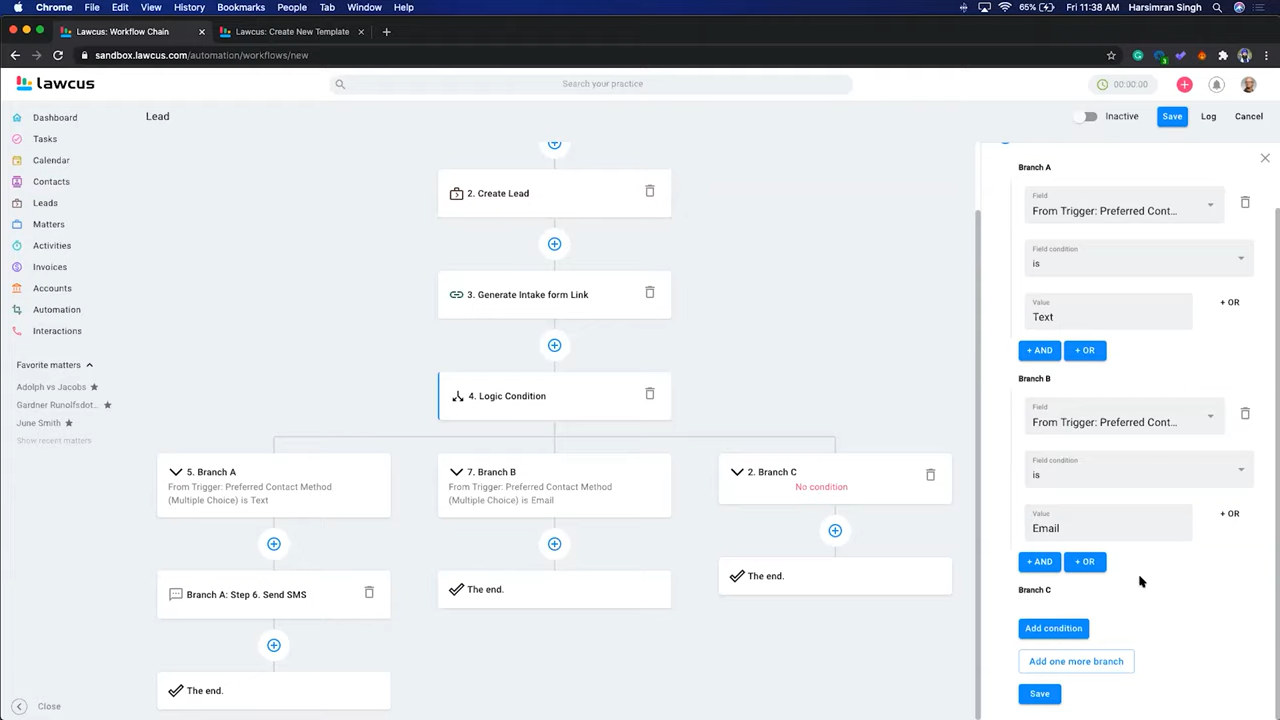 Chrome File Edit View History Bookmarks People Tab Window Help 65% Fri 11:38 AM Harsimran Singh
Lawcus: Workflow Chain
Lawcus: Create New Template
sandbox.lawcus.com/automation/workflows/new
lawcus
Search your practice
00:00:00
Dashboard
Tasks
Calendar
Contacts
Leads
Matters
Activities
Invoices
Accounts
Automation
Interactions
Favorite matters
Adolph vs Jacobs
Gardner Runolfsdot...
June Smith
Show recent matters
Close
Lead
Inactive
Save
Log
Cancel
2. Create Lead
3. Generate Intake form Link
4. Logic Condition
5. Branch A
From Trigger: Preferred Contact Method
(Multiple Choice) is Text
Branch A: Step 6. Send SMS
The end.
7. Branch B
From Trigger: Preferred Contact Method
(Multiple Choice) is Email
The end.
2. Branch C
No condition
The end.
Branch A
Field
From Trigger: Preferred Cont...
Field condition
is
Value
Text
+ OR
+ AND
+ OR
Branch B
Field
From Trigger: Preferred Cont...
Field condition
is
Value
Email
+ OR
+ AND
+ OR
Branch C
Add condition
Add one more branch
Save